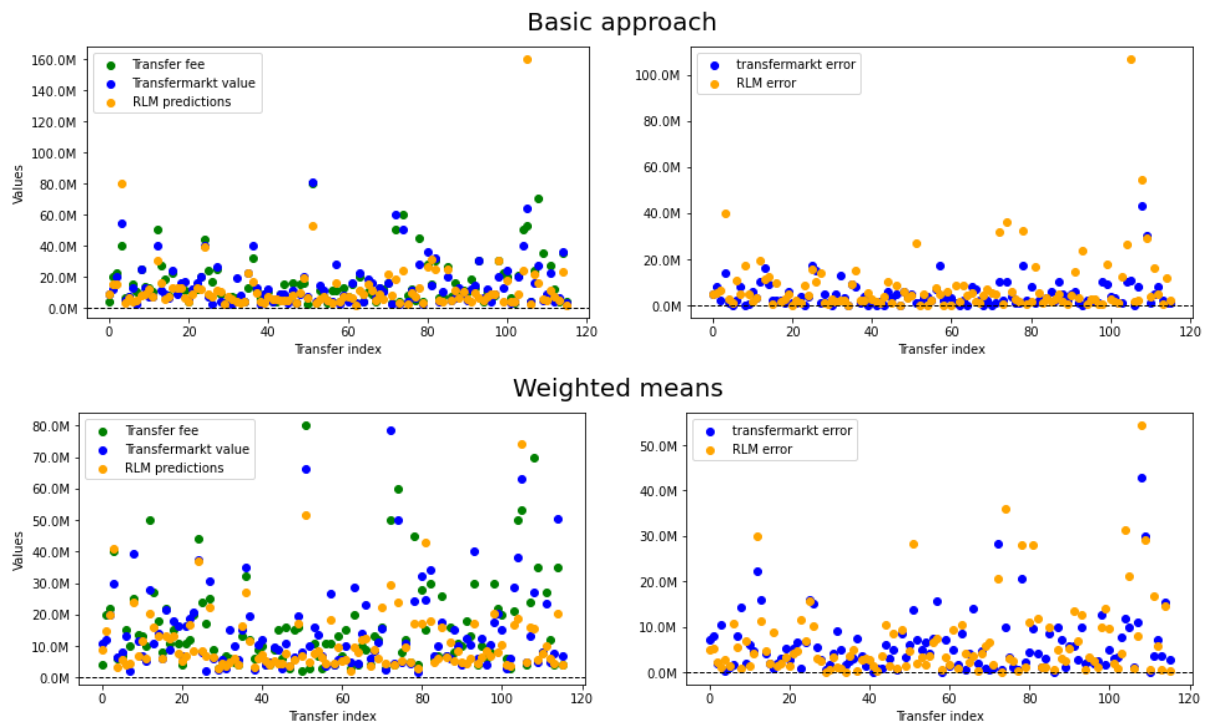 Basic approach
Transfer fee
Transfermarkt value
RLM predictions
160.0M
140.0M
120.0M
100.0M
80.0M
60.0M
40.0M
20.0M
0.0M
Values
0 20 40 60 80 100 120
Transfer index
transfermarkt error
RLM error
100.0M
80.0M
60.0M
40.0M
20.0M
0.0M
0 20 40 60 80 100 120
Transfer index
Weighted means
Transfer fee
Transfermarkt value
RLM predictions
80.0M
70.0M
60.0M
50.0M
40.0M
30.0M
20.0M
10.0M
0.0M
Values
0 20 40 60 80 100 120
Transfer index
transfermarkt error
RLM error
50.0M
40.0M
30.0M
20.0M
10.0M
0.0M
0 20 40 60 80 100 120
Transfer index